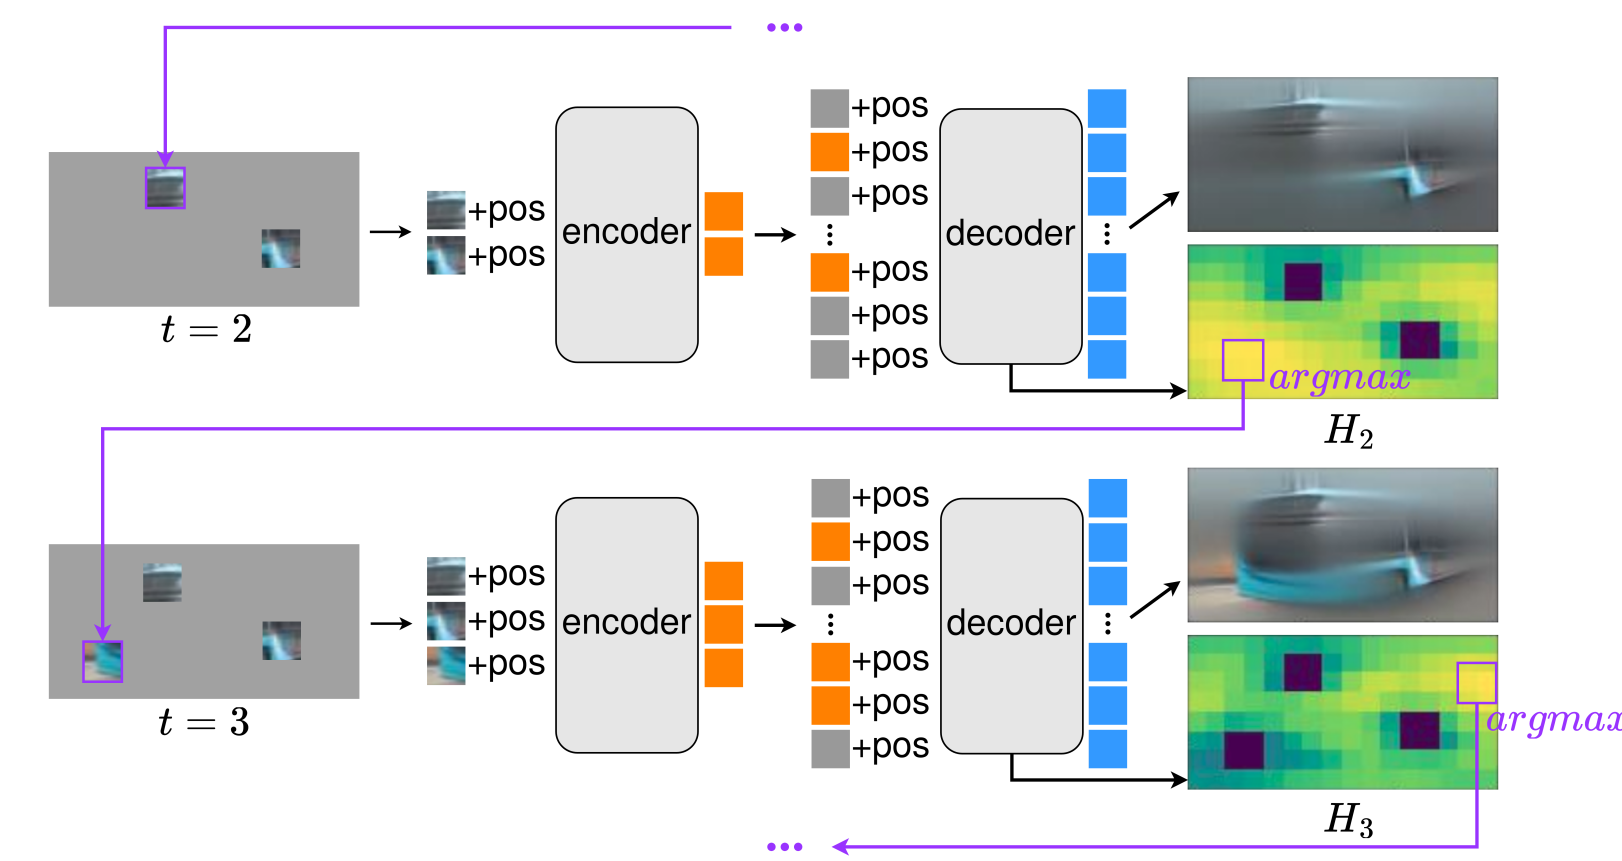 ...
+pos
+pos
t = 2
encoder
+pos
+pos
+pos
⋮
+pos
+pos
+pos
decoder
⋮
argmax
H₂
+pos
+pos
+pos
t = 3
encoder
+pos
+pos
+pos
⋮
+pos
+pos
+pos
decoder
⋮
argmax
H₃
...